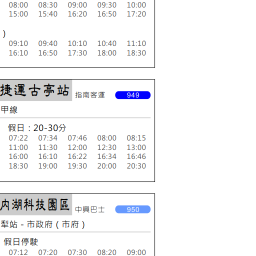 08:00 08:30 09:00 09:30 10:00
15:00 15:40 16:20 16:50 17:20
)
09:10 09:40 10:10 10:40 11:10
16:10 16:50 17:30 18:00 18:30
捷運古亭站 指南客運 949
甲線
假日：20-30分
07:22 07:34 07:46 08:00 08:15
11:00 11:30 12:00 12:30 13:00
16:00 16:10 16:22 16:34 16:46
18:30 19:00 19:30 20:00 20:30
內湖科技園區 中興巴士 950
犁站 - 市政府 ( 市府 )
假日停駛
07:12 07:20 07:30 08:20 09:00